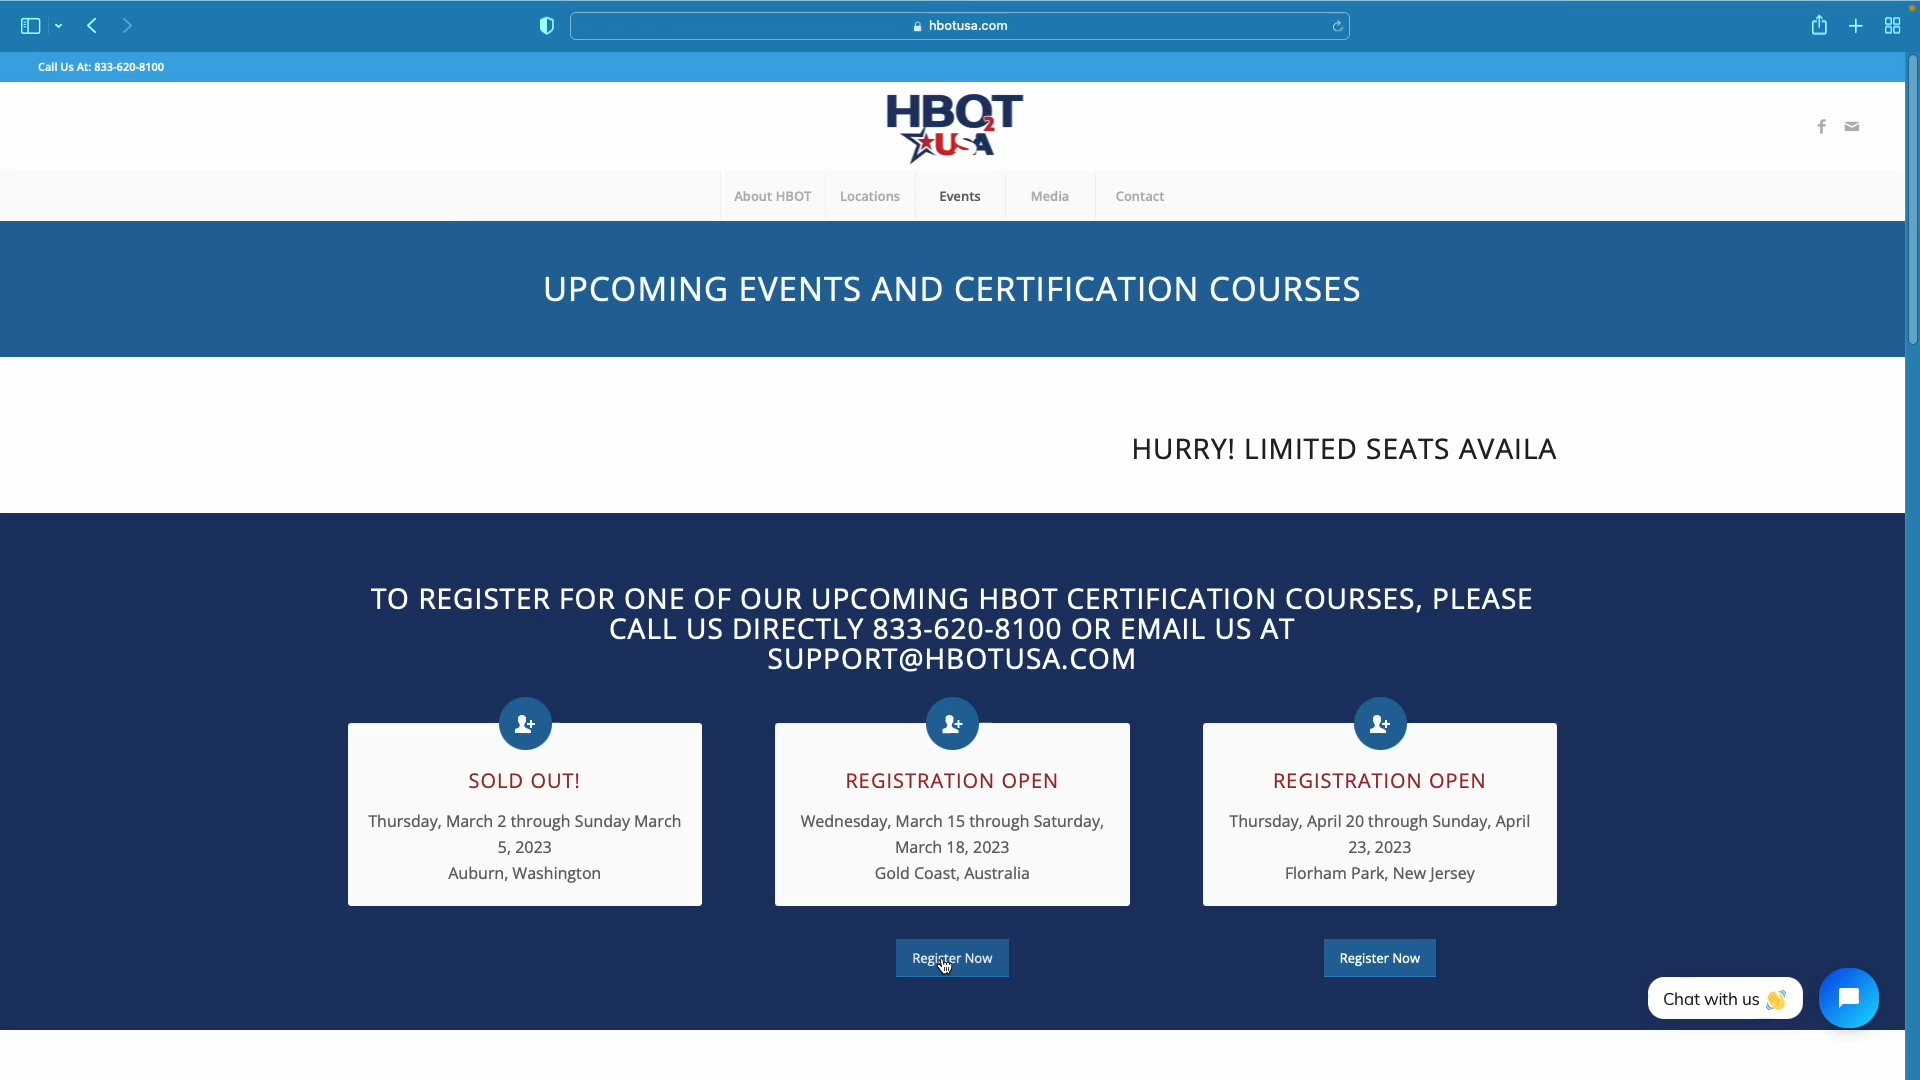 hbotusa.com
Call Us At: 833-620-8100
HBOT
2
USA
About HBOT
Locations
Events
Media
Contact
UPCOMING EVENTS AND CERTIFICATION COURSES
HURRY! LIMITED SEATS AVAILA
TO REGISTER FOR ONE OF OUR UPCOMING HBOT CERTIFICATION COURSES, PLEASE
CALL US DIRECTLY 833-620-8100 OR EMAIL US AT
SUPPORT@HBOTUSA.COM
SOLD OUT!
Thursday, March 2 through Sunday March
5, 2023
Auburn, Washington
REGISTRATION OPEN
Wednesday, March 15 through Saturday,
March 18, 2023
Gold Coast, Australia
Register Now
REGISTRATION OPEN
Thursday, April 20 through Sunday, April
23, 2023
Florham Park, New Jersey
Register Now
Chat with us 👋